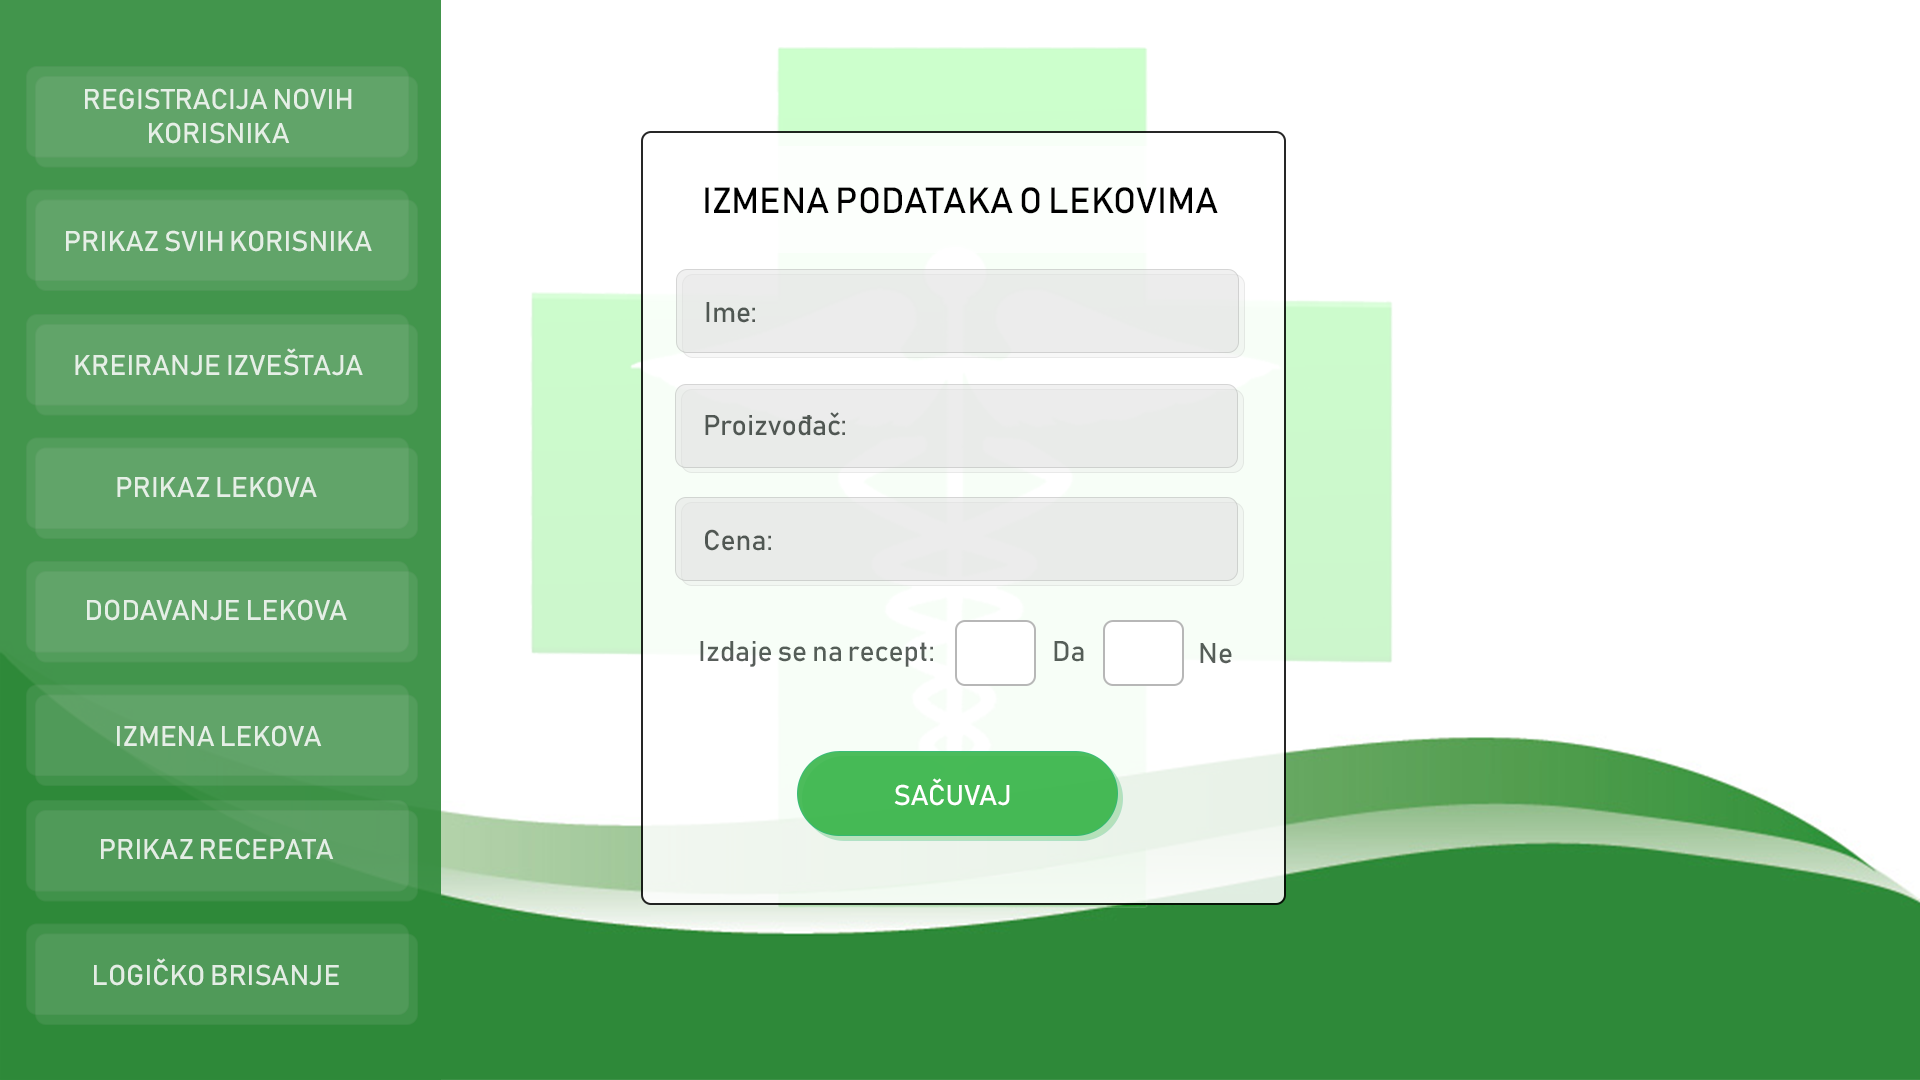 REGISTRACIJA NOVIH
KORISNIKA
PRIKAZ SVIH KORISNIKA
KREIRANJE IZVEŠTAJA
PRIKAZ LEKOVA
DODAVANJE LEKOVA
IZMENA LEKOVA
PRIKAZ RECEPATA
LOGIČKO BRISANJE
IZMENA PODATAKA O LEKOVIMA
Ime:
Proizvođač:
Cena:
Izdaje se na recept: Da Ne
SAČUVAJ